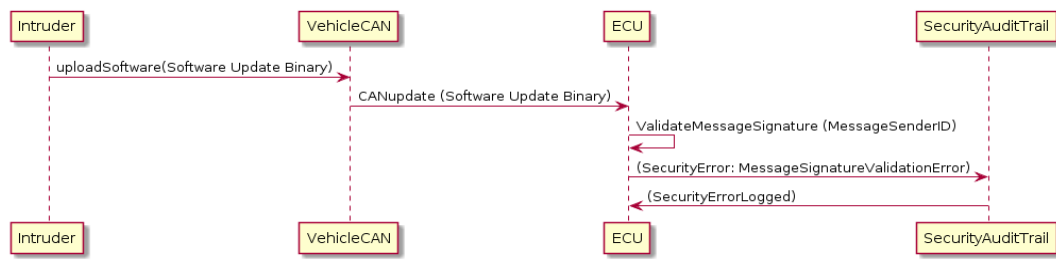 Intruder
VehicleCAN
ECU
SecurityAuditTrail
uploadSoftware(Software Update Binary)
CANupdate (Software Update Binary)
ValidateMessageSignature (MessageSenderID)
(SecurityError: MessageSignatureValidationError)
(SecurityErrorLogged)
Intruder
VehicleCAN
ECU
SecurityAuditTrail